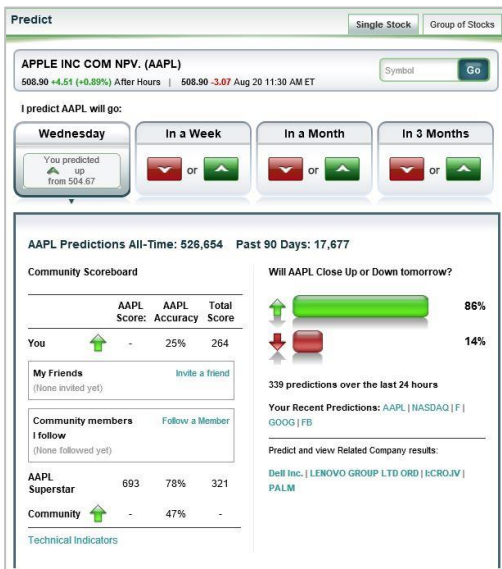 Predict
Single Stock
Group of Stocks
APPLE INC COM NPV. (AAPL)
508.90 +4.51 (+0.89%) After Hours | 508.90 -3.07 Aug 20 11:30 AM ET
Symbol
Go
I predict AAPL will go:
Wednesday
You predicted
up
from 504.67
In a Week
or
In a Month
or
In 3 Months
or
AAPL Predictions All-Time: 526,654 Past 90 Days: 17,677
Community Scoreboard
AAPL Score: AAPL Accuracy Total Score
You - 25% 264
My Friends Invite a friend
(None invited yet)
Community members Follow a Member
I follow
(None followed yet)
AAPL Superstar 693 78% 321
Community - 47% -
Technical Indicators
Will AAPL Close Up or Down tomorrow?
86%
14%
339 predictions over the last 24 hours
Your Recent Predictions: AAPL | NASDAQ | F |
GOOG | FB
Predict and view Related Company results:
Dell Inc. | LENOVO GROUP LTD ORD | I:CRO.IV |
PALM